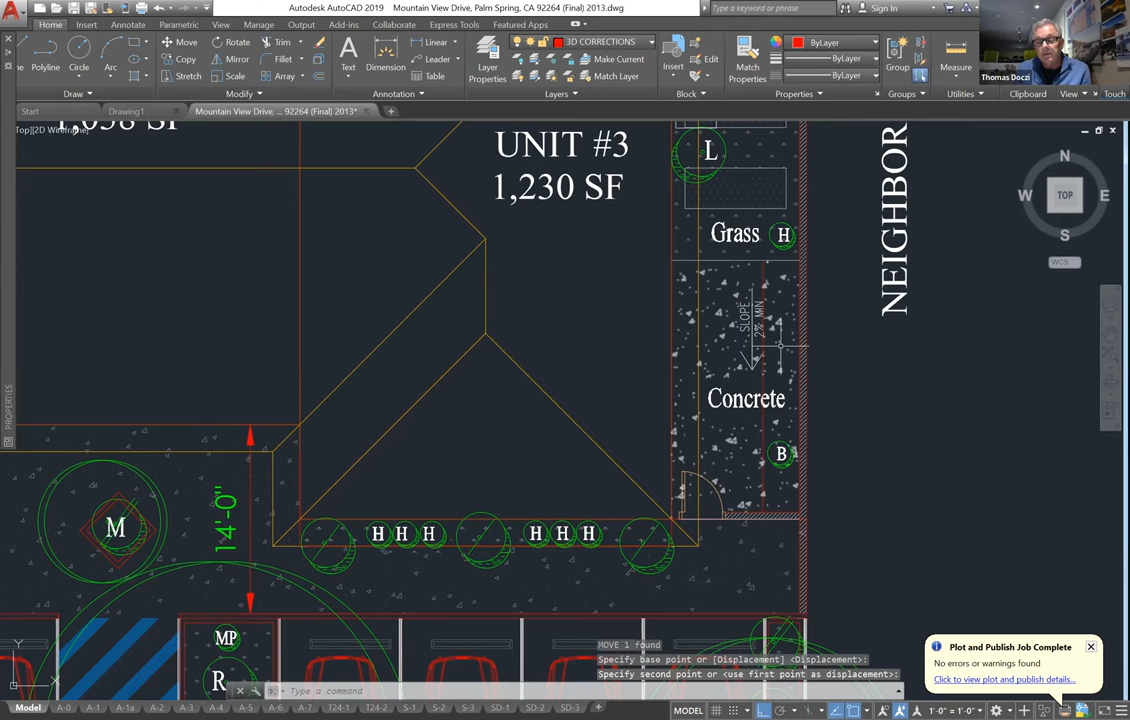 Autodesk AutoCAD 2019 Mountain View Drive, Palm Spring, CA 92264 (Final) 2013.dwg
Type a keyword or phrase
Sign In
Home Insert Annotate Parametric View Manage Output Add-ins Collaborate Express Tools Featured Apps
Polyline
Circle
Arc
Draw
Move Rotate Trim
Copy Mirror Fillet
Stretch Scale Array
Modify
Text
Dimension
Linear
Leader
Table
Annotation
Layer Properties
3D CORRECTIONS
Make Current
Match Layer
Layers
Insert
Edit
Block
Match Properties
ByLayer
ByLayer
ByLayer
Properties
Group
Groups
Measure
Utilities
Clipboard
View
Touch
Thomas Doczi
Start
Drawing1
Mountain View Drive, ... 92264 (Final) 2013*
Top][2D Wireframe]
1,058 SF
UNIT #3
1,230 SF
L
Grass H
NEIGHBOR
SLOPE
2% MIN
Concrete
B
M
14'-0"
H H H H H H
MP
R
N
W TOP E
S
WCS
PROPERTIES
MOVE 1 found
Specify base point or [Displacement] <Displacement>:
Specify second point or <use first point as displacement>:
Type a command
Y
X
Plot and Publish Job Complete
No errors or warnings found
Click to view plot and publish details...
Model A-0 A-1 A-1a A-2 A-3 A-4 A-5 A-6 A-7 T24-1 T24-2 SD-1 SD-2 SD-3
MODEL
1'-0" = 1'-0"